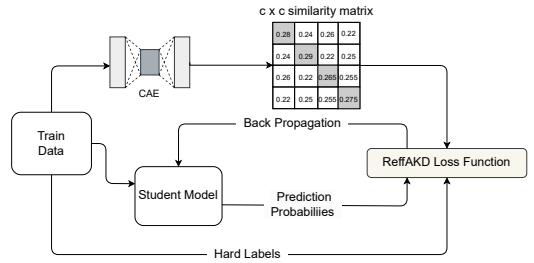 c x c similarity matrix
0.28 0.24 0.26 0.22
0.24 0.29 0.22 0.25
0.26 0.22 0.265 0.255
0.22 0.25 0.255 0.275
CAE
Back Propagation
Train
Data
ReffAKD Loss Function
Student Model
Prediction
Probabiliies
Hard Labels